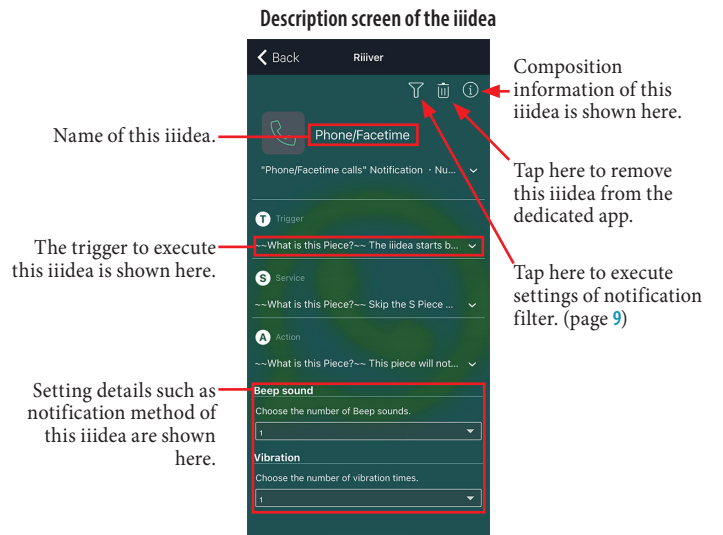 Description screen of the iiidea
Back
Riiiver
Composition
information of this
iiidea is shown here.
Name of this iiidea.
Phone/Facetime
"Phone/Facetime calls" Notification ・Nu...
Tap here to remove
this iiidea from the
dedicated app.
T Trigger
The trigger to execute
this iiidea is shown here.
~~What is this Piece?~~ The iiidea starts b...
Tap here to execute
settings of notification
filter. (page 9)
S Service
~~What is this Piece?~~ Skip the S Piece ...
A Action
~~What is this Piece?~~ This piece will not...
Setting details such as
notification method of
this iiidea are shown
here.
Beep sound
Choose the number of Beep sounds.
1
Vibration
Choose the number of vibration times.
1